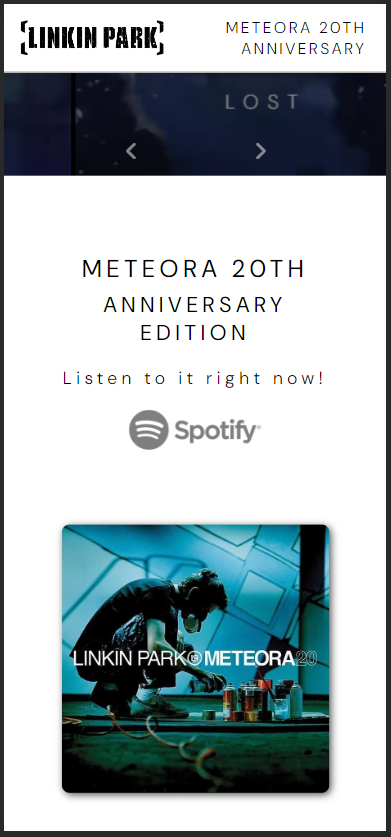 [LINKIN PARK]
METEORA 20TH
ANNIVERSARY
LOST
METEORA 20TH
ANNIVERSARY
EDITION
Listen to it right now!
Spotify
LINKIN PARK METEORA20